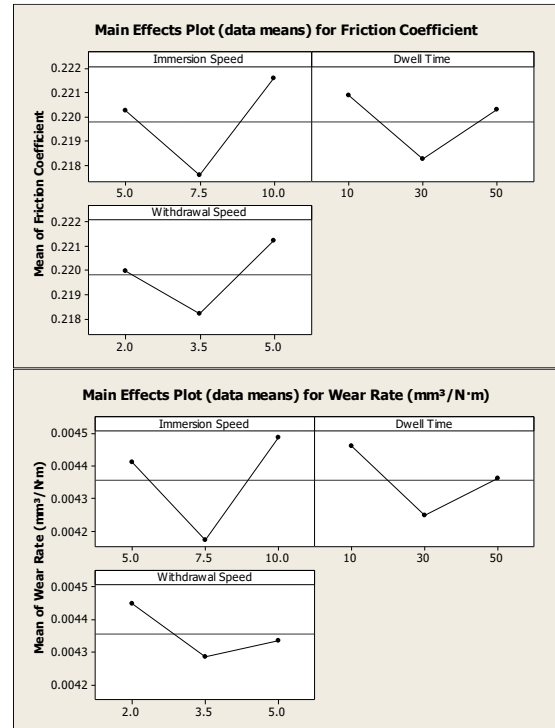 Main Effects Plot (data means) for Friction Coefficient
Immersion Speed Dwell Time
0.222
0.221
0.220
0.219
0.218
5.0 7.5 10.0 10 30 50
Withdrawal Speed
0.222
0.221
0.220
0.219
0.218
2.0 3.5 5.0
Mean of Friction Coefficient
Main Effects Plot (data means) for Wear Rate (mm³/N·m)
Immersion Speed Dwell Time
0.0045
0.0044
0.0043
0.0042
5.0 7.5 10.0 10 30 50
Withdrawal Speed
0.0045
0.0044
0.0043
0.0042
2.0 3.5 5.0
Mean of Wear Rate (mm³/N·m)